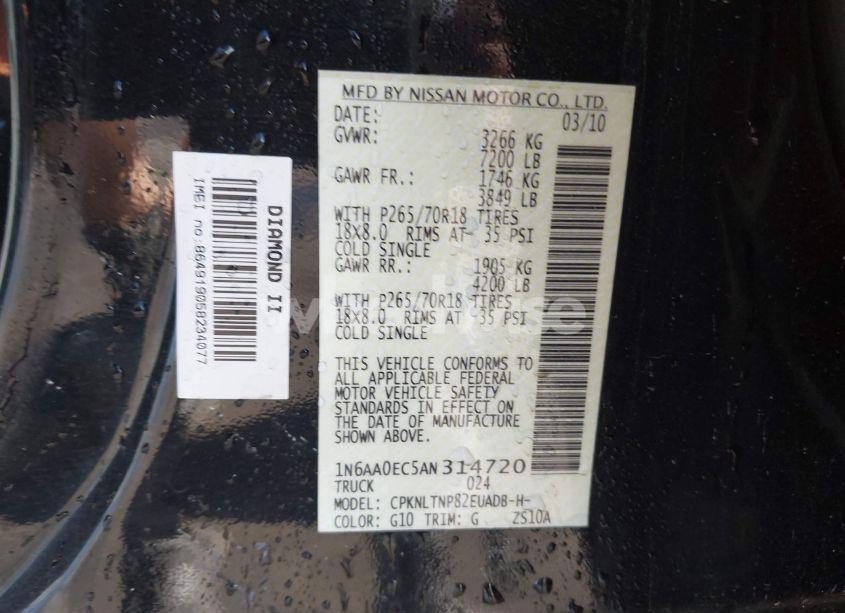 MFD BY NISSAN MOTOR CO., LTD.
DATE: 03/10
GVWR: 3266 KG
7200 LB
GAWR FR.: 1746 KG
3849 LB
WITH P265/70R18 TIRES
18X8.0 RIMS AT 35 PSI
COLD SINGLE
GAWR RR.: 1905 KG
4200 LB
WITH P265/70R18 TIRES
18X8.0 RIMS AT 35 PSI
COLD SINGLE
THIS VEHICLE CONFORMS TO
ALL APPLICABLE FEDERAL
MOTOR VEHICLE SAFETY
STANDARDS IN EFFECT ON
THE DATE OF MANUFACTURE
SHOWN ABOVE.
1N6AA0EC5AN314720
TRUCK 024
MODEL: CPKNLTNP82EUADB-H-
COLOR: G10 TRIM: G ZS10A
DIAMOND II
IMEI no:864919058234077